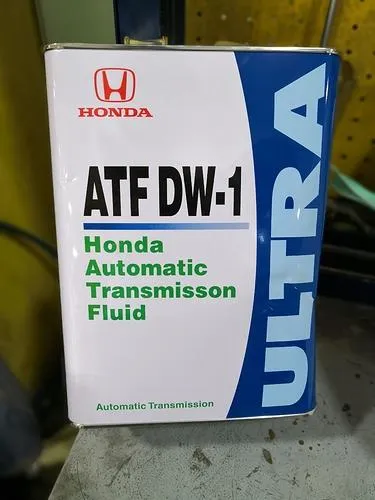 HONDA
ATF DW-1
Honda
Automatic
Transmisson
Fluid
Automatic Transmission
ULTRA